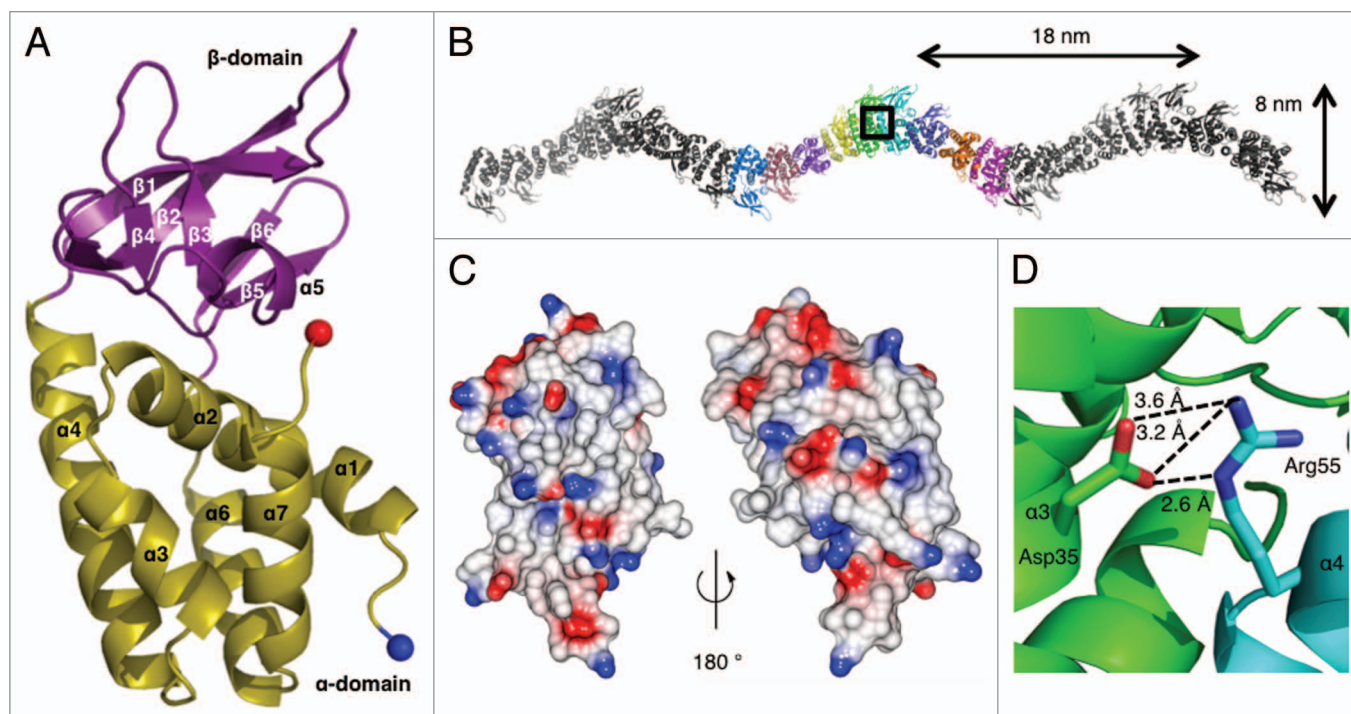 A
β-domain
β1
β2
β4
β3
β6
β5
α5
α2
α4
α1
α6
α7
α3
α-domain
B
18 nm
8 nm
C
180 °
D
3.6 Å
3.2 Å
Arg55
2.6 Å
α3
Asp35
α4